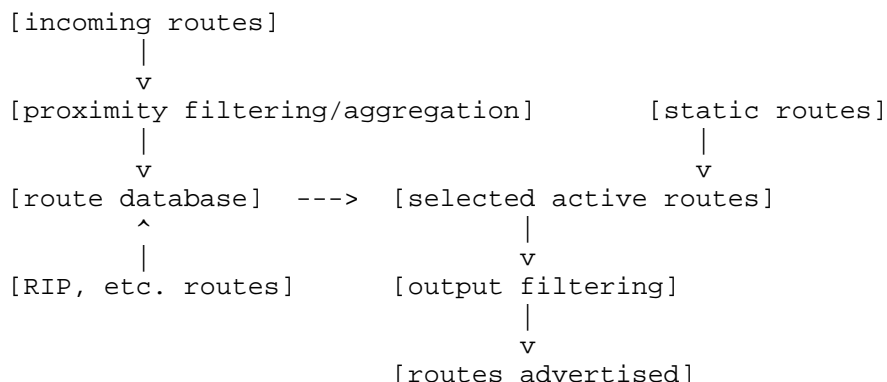 [incoming routes]
|
v
[proximity filtering/aggregation] [static routes]
| |
v v
[route database] ---> [selected active routes]
^ |
| v
[RIP, etc. routes] [output filtering]
|
v
[routes advertised]